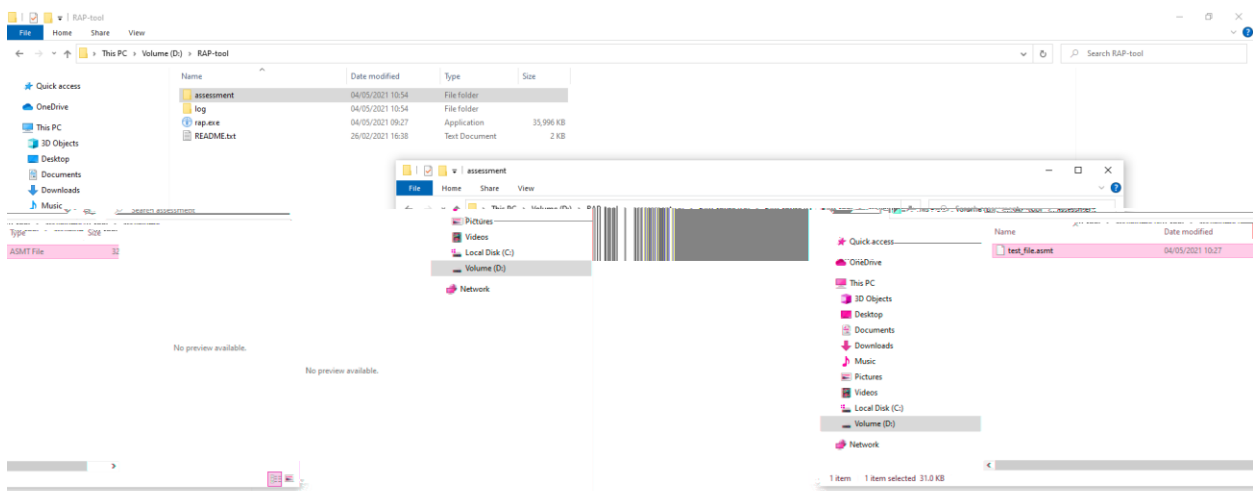 RAP-tool
File Home Share View
This PC Volume (D:) RAP-tool
Search RAP-tool
Name Date modified Type Size
Quick access
OneDrive
This PC
3D Objects
Desktop
Documents
Downloads
Music
assessment 04/05/2021 10:54 File folder
log 04/05/2021 10:54 File folder
rap.exe 04/05/2021 09:27 Application 35,996 KB
README.txt 26/02/2021 16:38 Text Document 2 KB
assessment
File Home Share View
Search assessment
Type Size
ASMT File 32
No preview available.
No preview available.
Pictures
Videos
Local Disk (C:)
Volume (D:)
Network
Quick access
OneDrive
This PC
3D Objects
Desktop
Documents
Downloads
Music
Pictures
Videos
Local Disk (C:)
Volume (D:)
Network
Name Date modified
test_file.asmt 04/05/2021 10:27
1 item 1 item selected 31.0 KB